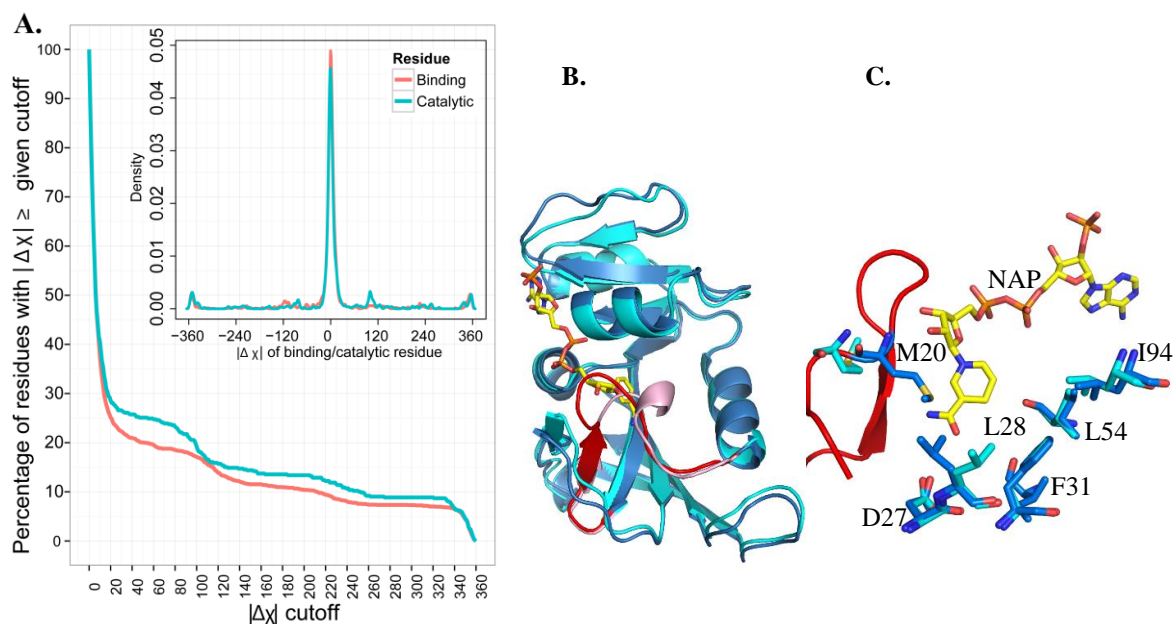 A.
Percentage of residues with |Δχ| ≥ given cutoff
100
90
80
70
60
50
40
30
20
10
0
0 20 40 60 80 100 120 140 160 180 200 220 240 260 280 300 320 340 360
|Δχ| cutoff
Density
0.05
0.04
0.03
0.02
0.01
0.00
-360 -240 -120 0 120 240 360
|Δ χ| of binding/catalytic residue
Residue
Binding
Catalytic
B.
C.
NAP
M20
I94
L28
L54
F31
D27